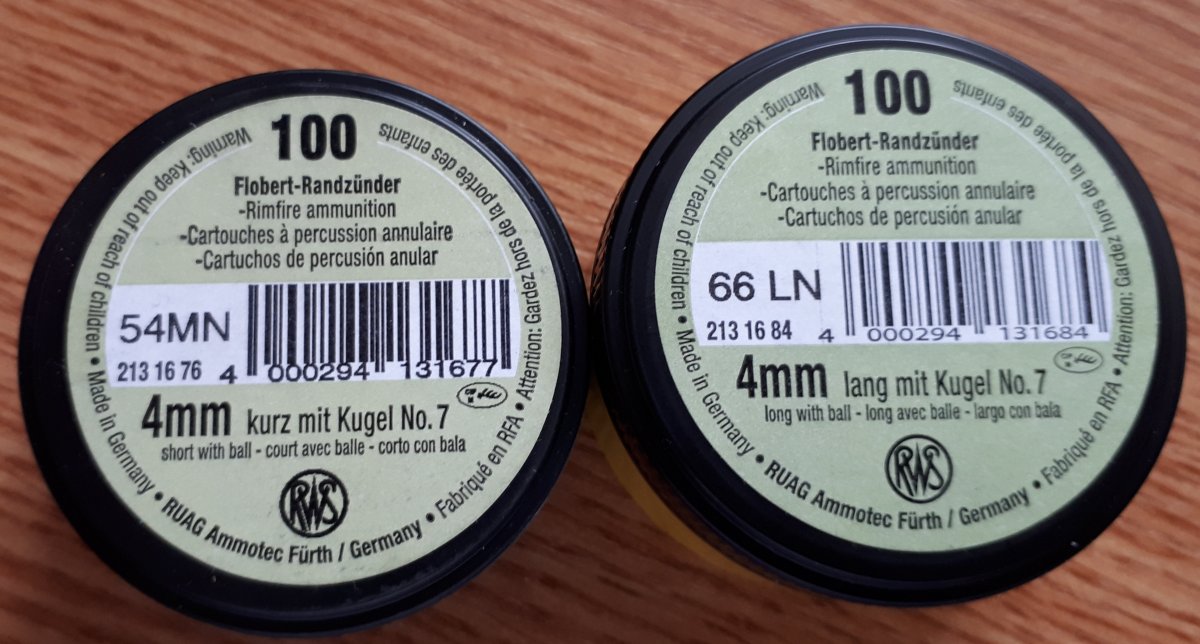 100
Flobert-Randzünder
-Rimfire ammunition
-Cartouches à percussion annulaire
-Cartuchos de percusión anular
54MN
213 16 76
4 000294 131677
4mm kurz mit Kugel No. 7
short with ball - court avec balle - corto con bala
RWS
Warning: Keep out of reach of children • Made in Germany • RUAG Ammotec Fürth / Germany • Fabriqué en RFA • Attention: Gardez hors de la portée des enfants
100
Flobert-Randzünder
-Rimfire ammunition
-Cartouches à percussion annulaire
-Cartuchos de percusión anular
66 LN
213 16 84
4 000294 131684
4mm lang mit Kugel No. 7
long with ball - long avec balle - largo con bala
RWS
Warning: Keep out of reach of children • Made in Germany • RUAG Ammotec Fürth / Germany • Fabriqué en RFA • Attention: Gardez hors de la portée des enfants